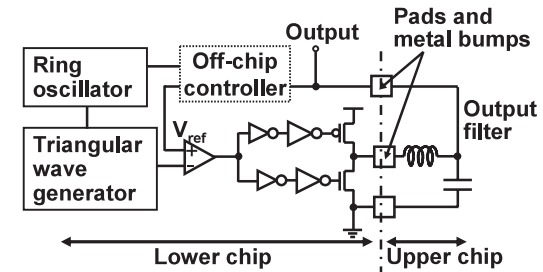 Output
Pads and
metal bumps
Ring
oscillator
Off-chip
controller
Output
filter
Triangular
wave
generator
Vref
+
-
Lower chip
Upper chip